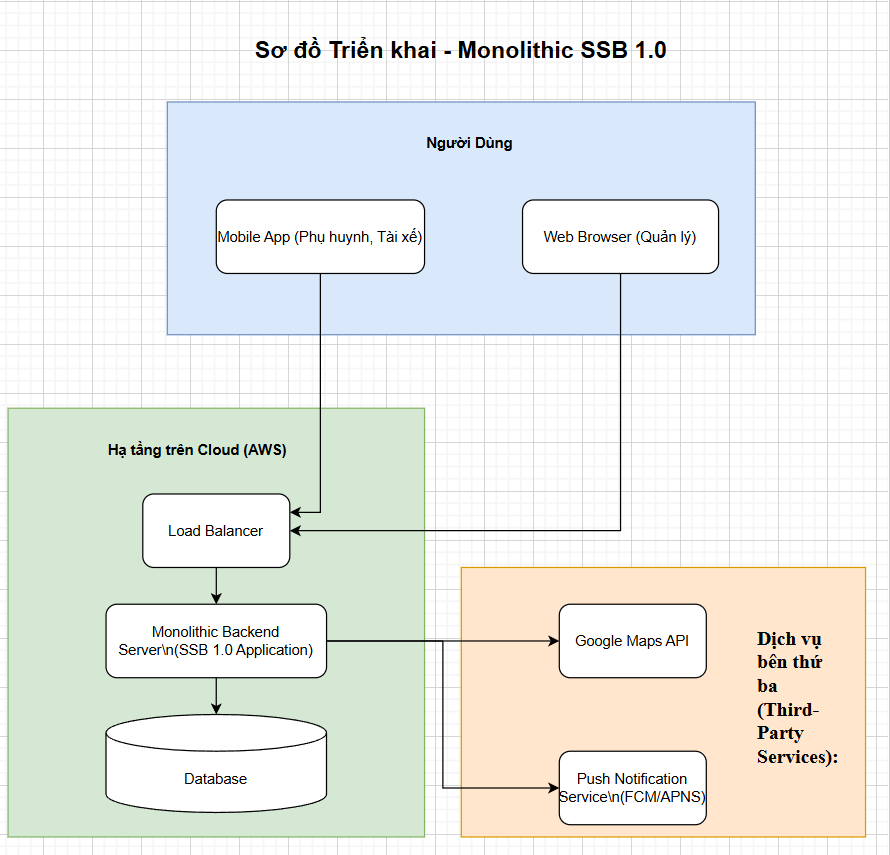 Sơ đồ Triển khai - Monolithic SSB 1.0
Người Dùng
Mobile App (Phụ huynh, Tài xế)
Web Browser (Quản lý)
Hạ tầng trên Cloud (AWS)
Load Balancer
Monolithic Backend
Server\n(SSB 1.0 Application)
Database
Google Maps API
Push Notification
Service\n(FCM/APNS)
Dịch vụ
bên thứ
ba
(Third-
Party
Services):